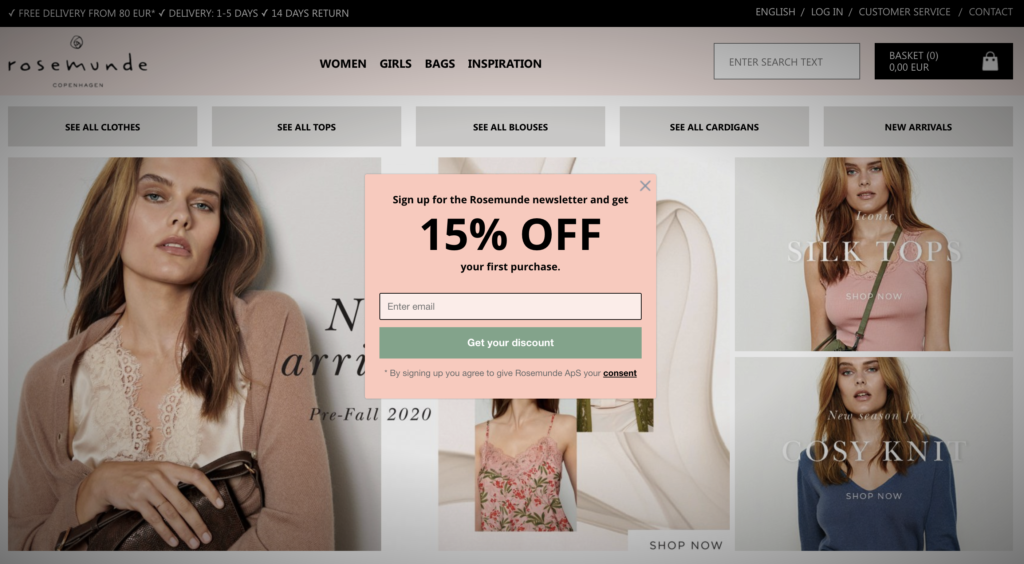 ✓ FREE DELIVERY FROM 80 EUR* ✓ DELIVERY: 1-5 DAYS ✓ 14 DAYS RETURN
ENGLISH / LOG IN / CUSTOMER SERVICE / CONTACT
rosemunde
COPENHAGEN
WOMEN GIRLS BAGS INSPIRATION
ENTER SEARCH TEXT
BASKET (0)
0,00 EUR
SEE ALL CLOTHES
SEE ALL TOPS
SEE ALL BLOUSES
SEE ALL CARDIGANS
NEW ARRIVALS
Sign up for the Rosemunde newsletter and get
15% OFF
your first purchase.
Enter email
Get your discount
* By signing up you agree to give Rosemunde ApS your consent
Pre-Fall 2020
SHOP NOW
Iconic
SILK TOPS
SHOP NOW
New season for
COSY KNIT
SHOP NOW